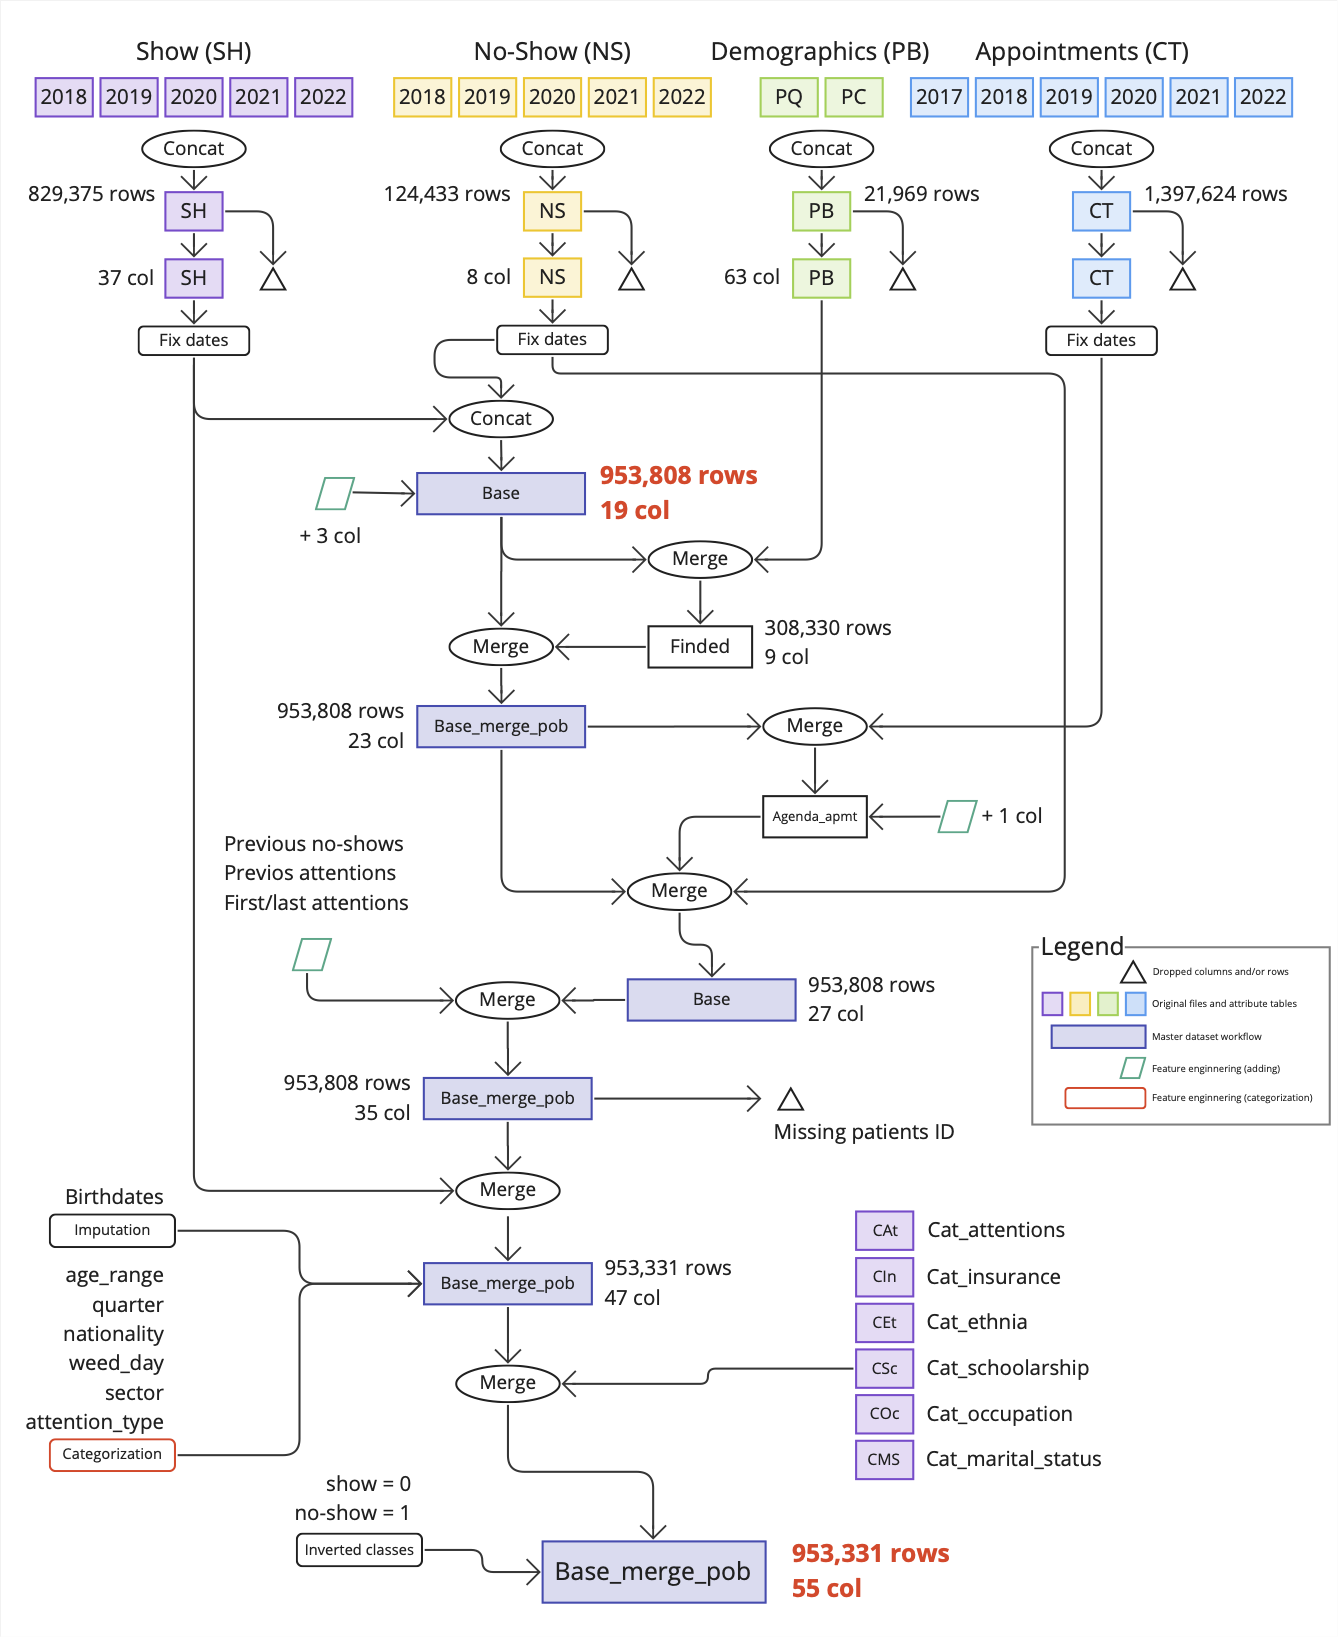 Show (SH)
No-Show (NS)
Demographics (PB)
Appointments (CT)
2018 2019 2020 2021 2022
2018 2019 2020 2021 2022
PQ PC
2017 2018 2019 2020 2021 2022
Concat
Concat
Concat
Concat
829,375 rows
SH
124,433 rows
NS
PB
21,969 rows
CT
1,397,624 rows
37 col
SH
8 col
NS
63 col
PB
CT
Fix dates
Fix dates
Fix dates
Concat
Base
953,808 rows
19 col
+ 3 col
Merge
Merge
Finded
308,330 rows
9 col
953,808 rows
23 col
Base_merge_pob
Merge
Agenda_apmt
+ 1 col
Previous no-shows
Previos attentions
First/last attentions
Merge
Merge
Base
953,808 rows
27 col
Legend
Dropped columns and/or rows
Original files and attribute tables
Master dataset workflow
Feature enginnering (adding)
Feature enginnering (categorization)
953,808 rows
35 col
Base_merge_pob
Missing patients ID
Merge
Birthdates
Imputation
age_range
quarter
nationality
weed_day
sector
attention_type
Categorization
Base_merge_pob
953,331 rows
47 col
CAt Cat_attentions
CIn Cat_insurance
CEt Cat_ethnia
CSc Cat_schoolarship
COc Cat_occupation
CMS Cat_marital_status
Merge
show = 0
no-show = 1
Inverted classes
Base_merge_pob
953,331 rows
55 col